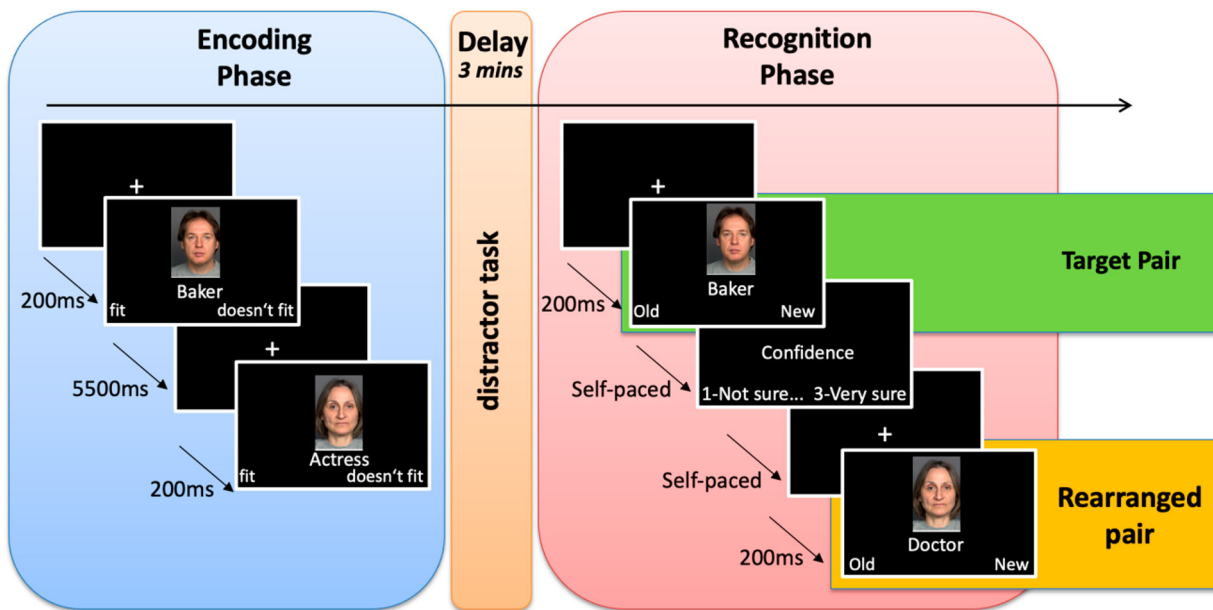 Encoding
Phase
Delay
3 mins
Recognition
Phase
+
Baker
fit doesn't fit
200ms
+
5500ms
Actress
fit doesn't fit
200ms
distractor task
+
Baker
Old New
200ms
Target Pair
Confidence
1-Not sure... 3-Very sure
Self-paced
+
Self-paced
Doctor
Old New
200ms
Rearranged
pair